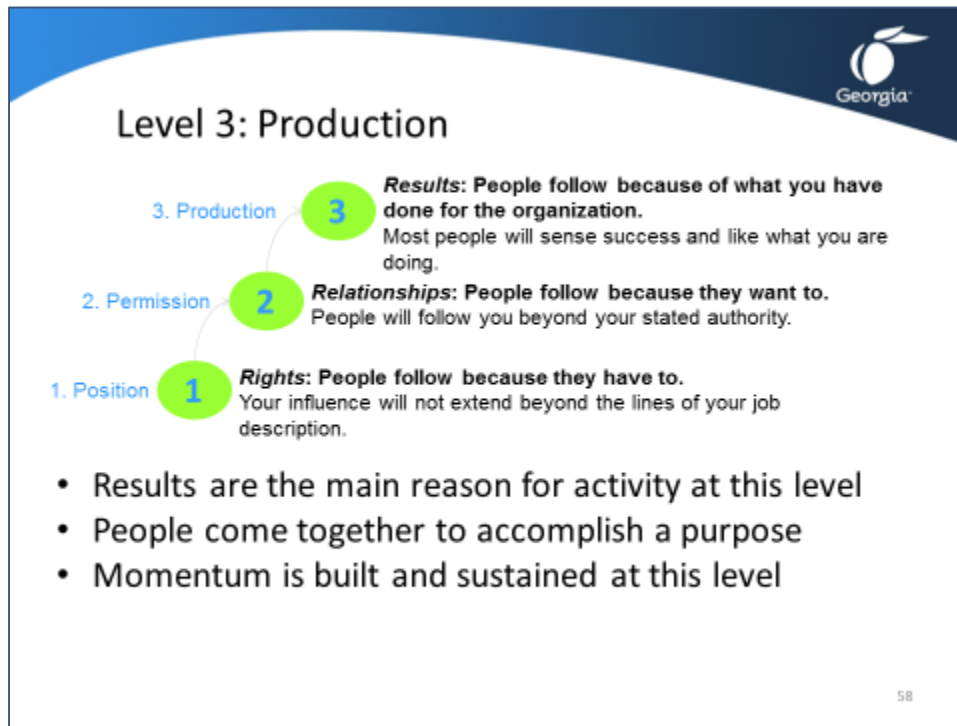 Georgia
Level 3: Production
3. Production
3
Results: People follow because of what you have
done for the organization.
Most people will sense success and like what you are
doing.
2. Permission
2
Relationships: People follow because they want to.
People will follow you beyond your stated authority.
1. Position
1
Rights: People follow because they have to.
Your influence will not extend beyond the lines of your job
description.
• Results are the main reason for activity at this level
• People come together to accomplish a purpose
• Momentum is built and sustained at this level
58